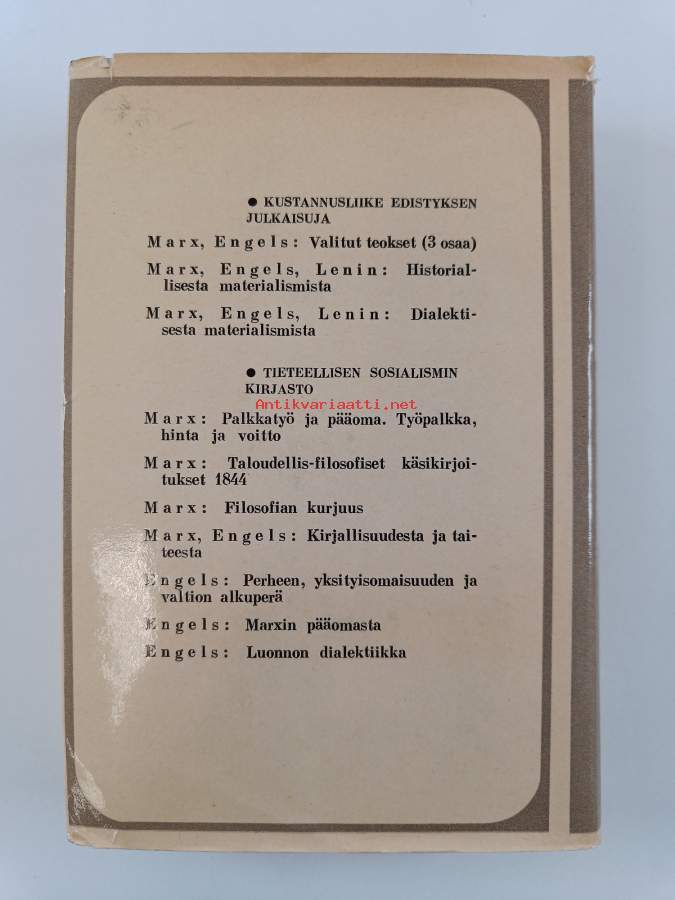 ● KUSTANNUSLIIKE EDISTYKSEN
JULKAISUJA
Marx, Engels: Valitut teokset (3 osaa)
Marx, Engels, Lenin: Historial-
lisesta materialismista
Marx, Engels, Lenin: Dialekti-
sesta materialismista
● TIETEELLISEN SOSIALISMIN
KIRJASTO
Antikvariaatti.net
Marx: Palkkatyö ja pääoma. Työpalkka,
hinta ja voitto
Marx: Taloudellis-filosofiset käsikirjoi-
tukset 1844
Marx: Filosofian kurjuus
Marx, Engels: Kirjallisuudesta ja tai-
teesta
Engels: Perheen, yksityisomaisuuden ja
valtion alkuperä
Engels: Marxin pääomasta
Engels: Luonnon dialektiikka